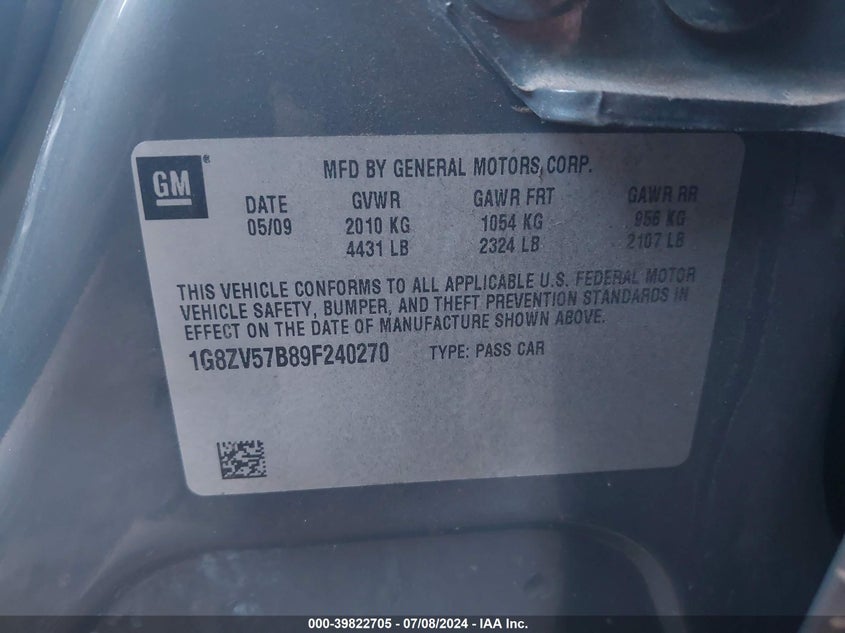 GM ®
MFD BY GENERAL MOTORS CORP.
DATE GVWR GAWR FRT GAWR RR
05/09 2010 KG 1054 KG 956 KG
4431 LB 2324 LB 2107 LB
THIS VEHICLE CONFORMS TO ALL APPLICABLE U.S. FEDERAL MOTOR
VEHICLE SAFETY, BUMPER, AND THEFT PREVENTION STANDARDS IN
EFFECT ON THE DATE OF MANUFACTURE SHOWN ABOVE.
1G8ZV57B89F240270 TYPE: PASS CAR
000-39822705 - 07/08/2024 - IAA Inc.